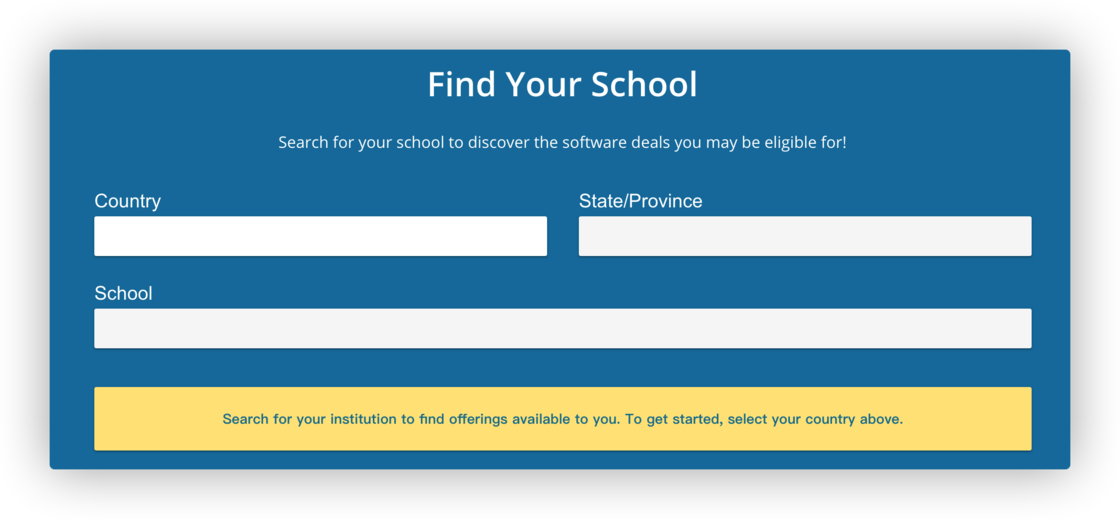 Find Your School
Search for your school to discover the software deals you may be eligible for!
Country
State/Province
School
Search for your institution to find offerings available to you. To get started, select your country above.